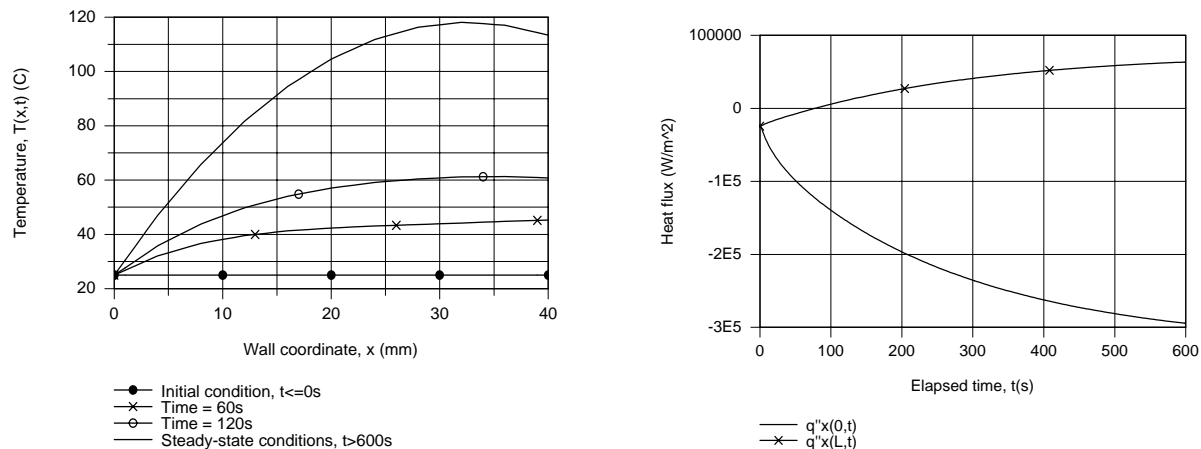 120
100
80
60
40
20
Temperature, T(x,t) (C)
0
10
20
30
40
Wall coordinate, x (mm)
Initial condition, t<=0s
Time = 60s
Time = 120s
Steady-state conditions, t>600s
100000
0
-1E5
-2E5
-3E5
Heat flux (W/m^2)
0
100
200
300
400
500
600
Elapsed time, t(s)
q"x(0,t)
q"x(L,t)